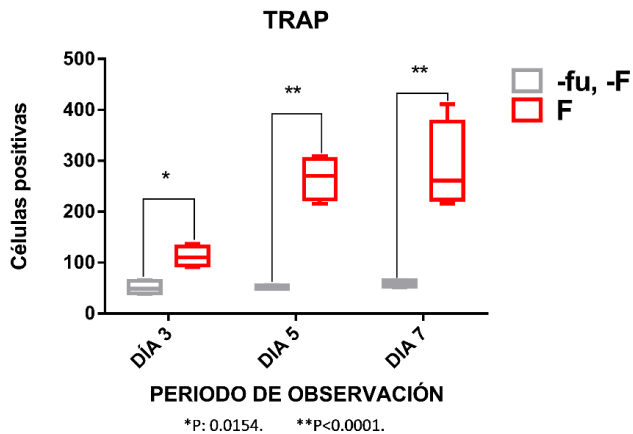 TRAP
Células positivas
500
400
300
200
100
0
*
**
**
-fu, -F
F
DÍA 3
DIA 5
DIA 7
PERIODO DE OBSERVACIÓN
*P: 0.0154. **P<0.0001.